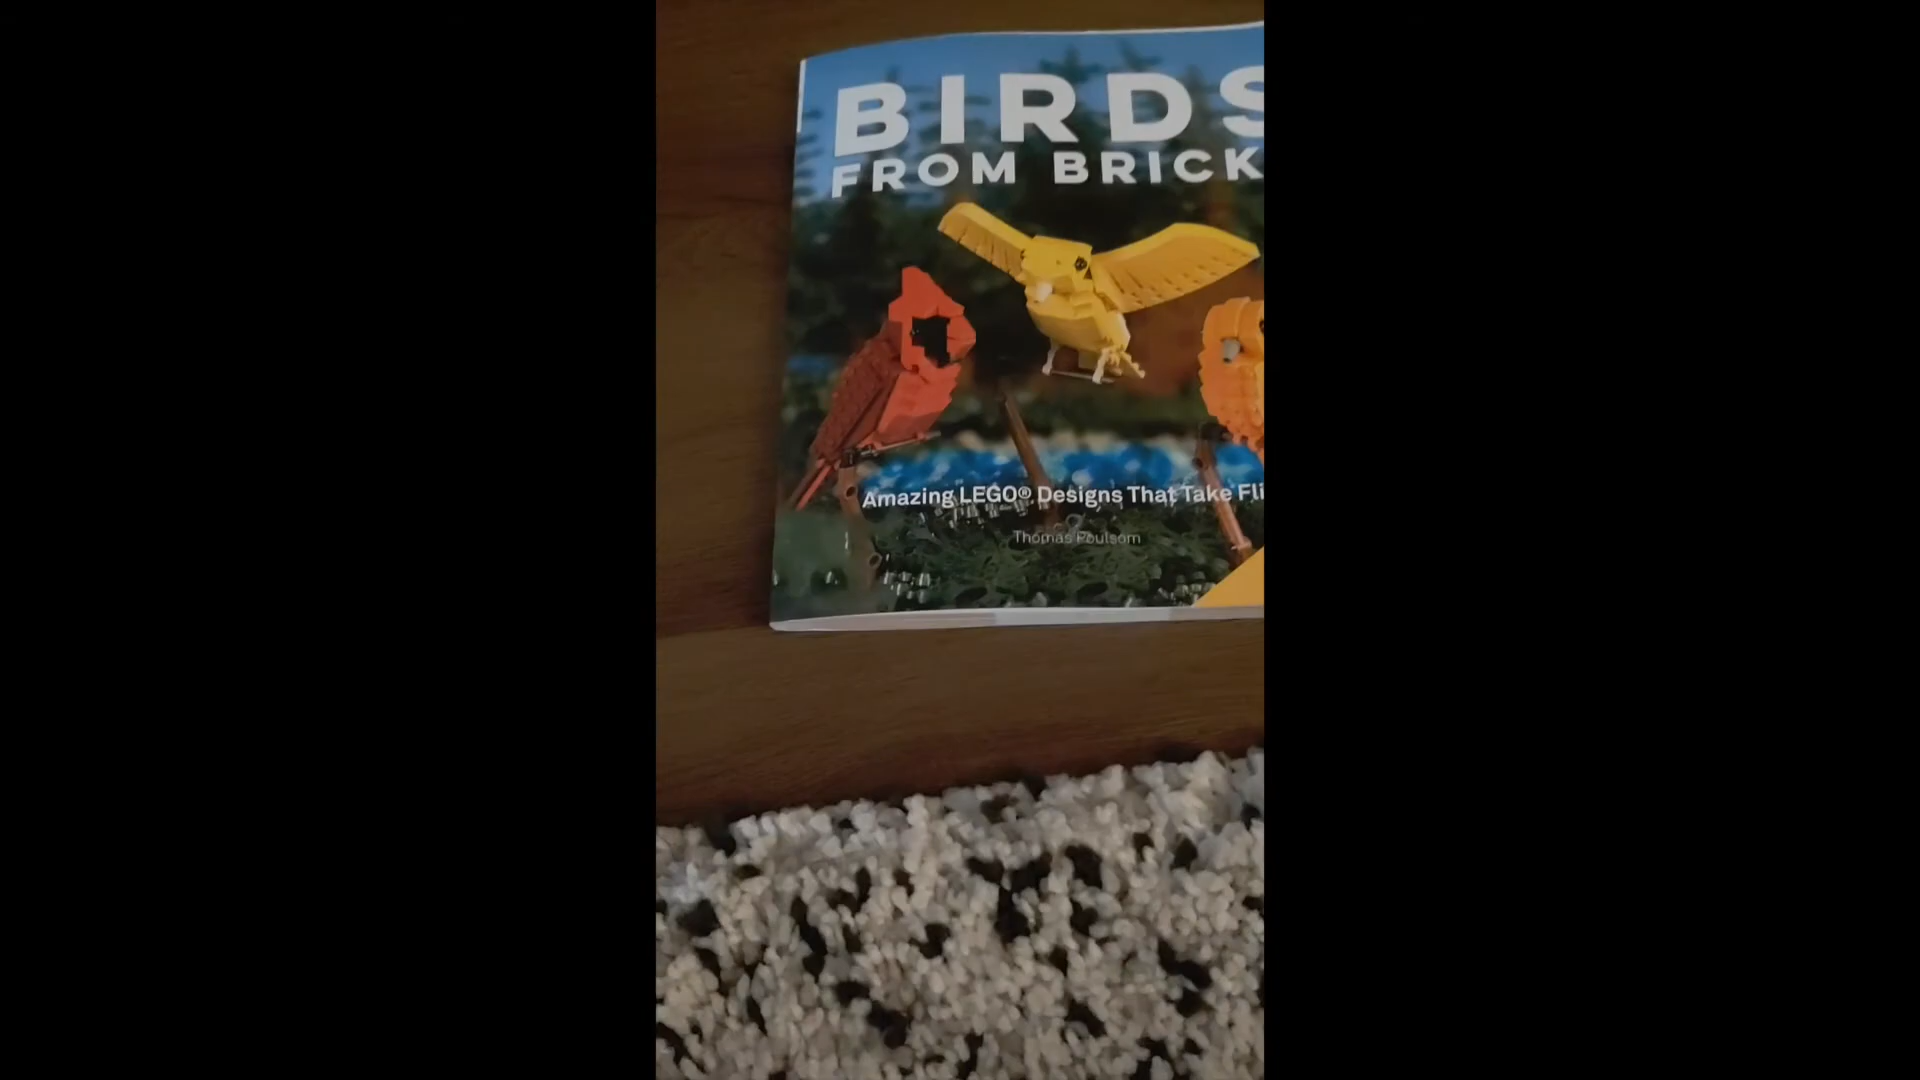 BIRDS
FROM BRICK
Amazing LEGO® Designs That Take Fli
Thomas Poulsom